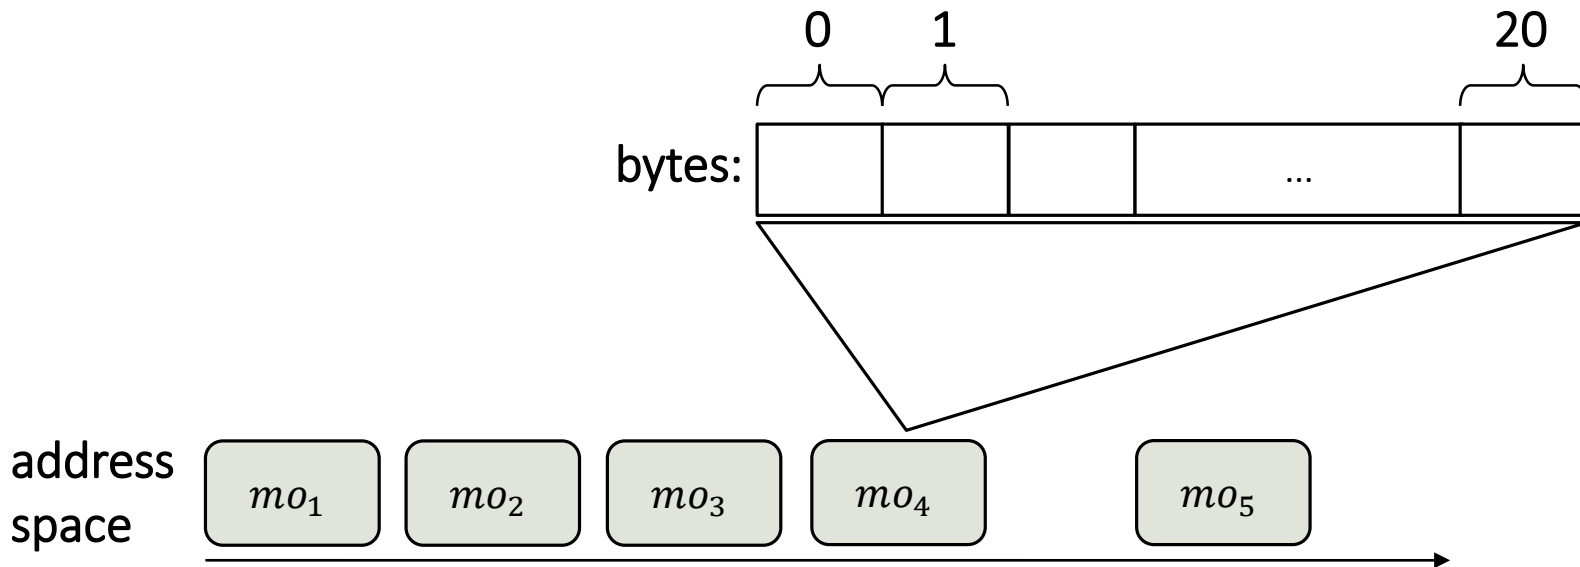 0 1 20
bytes:
...
address
space
𝑚𝑜₁ 𝑚𝑜₂ 𝑚𝑜₃ 𝑚𝑜₄ 𝑚𝑜₅